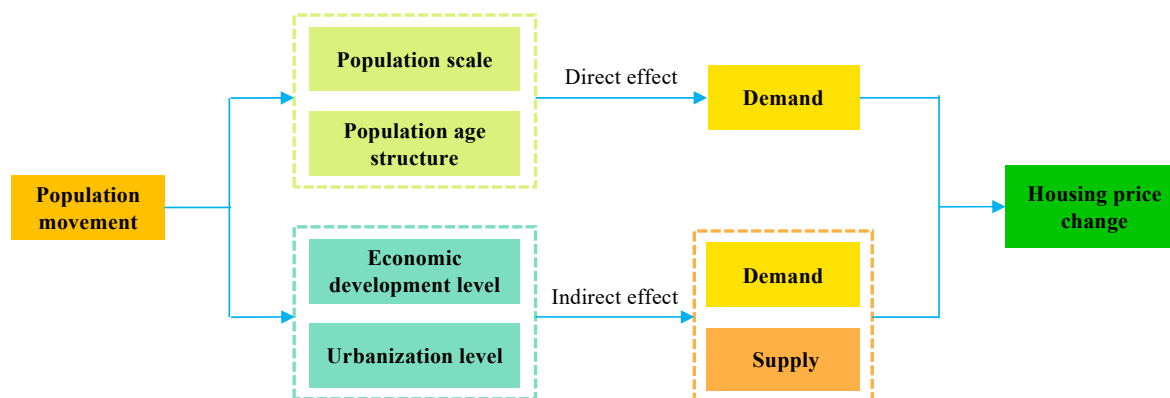 Population
movement
Population scale
Population age
structure
Direct effect
Demand
Economic
development level
Urbanization level
Indirect effect
Demand
Supply
Housing price
change